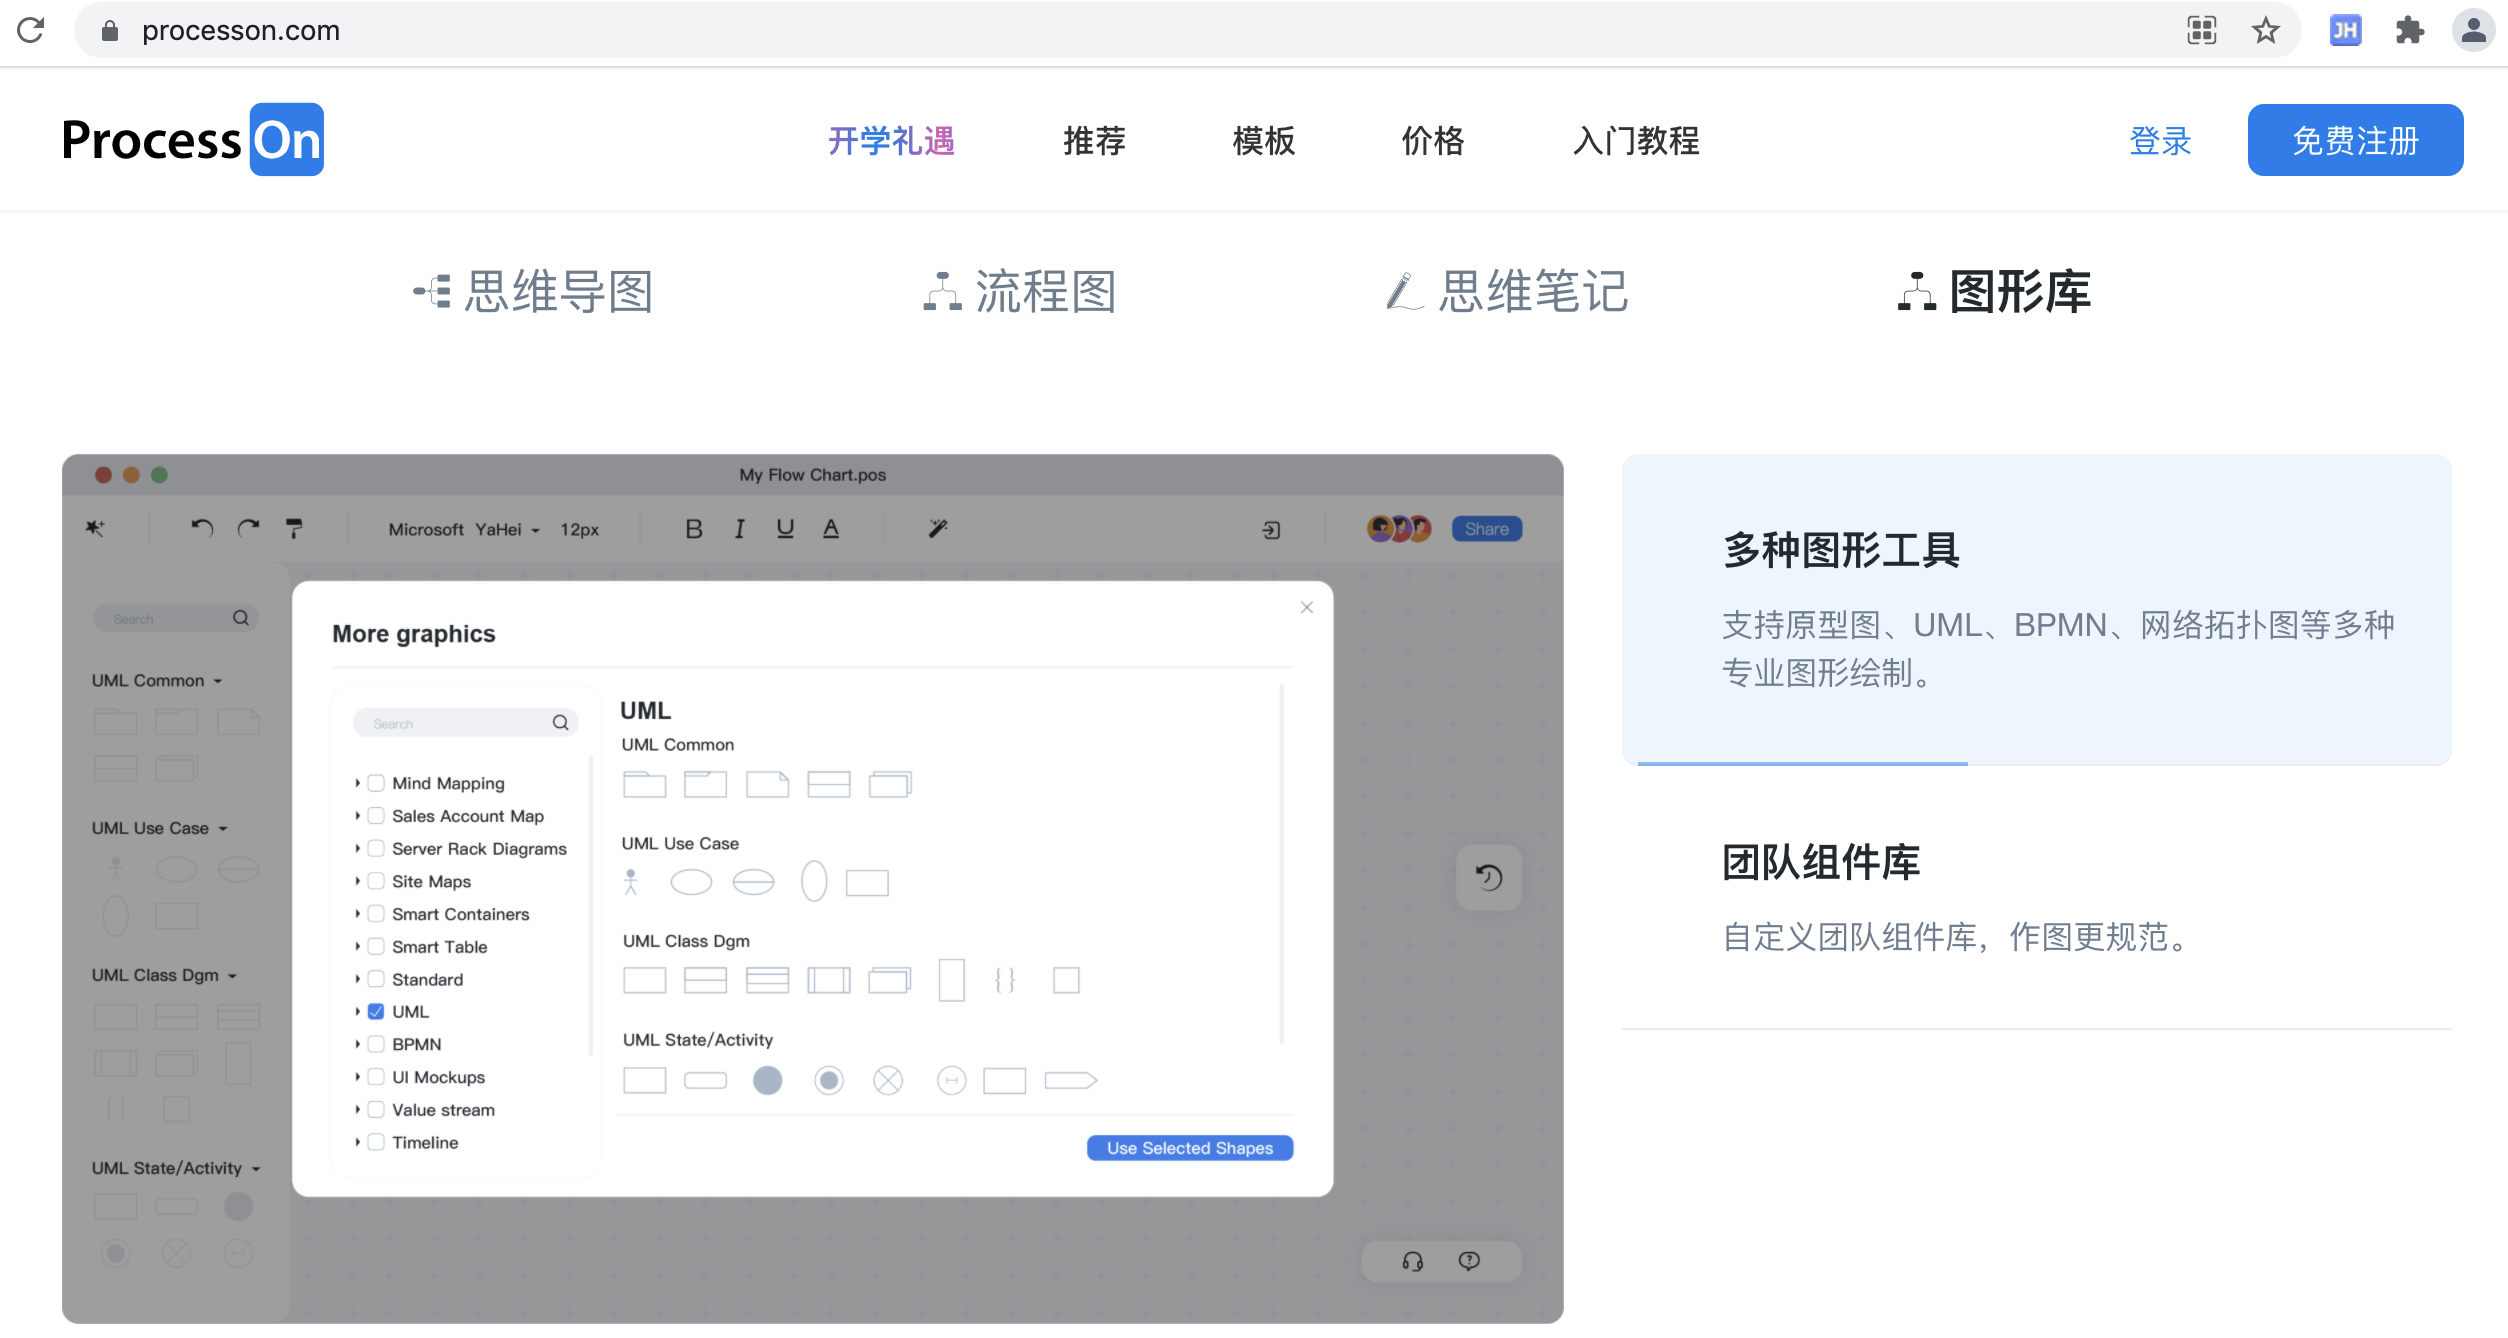 processon.com
JH
ProcessOn
开学礼遇
推荐
模板
价格
入门教程
登录
免费注册
思维导图
流程图
思维笔记
图形库
My Flow Chart.pos
Microsoft YaHei
12px
B
I
U
A
Share
Search
UML Common
UML Use Case
UML Class Dgm
UML State/Activity
More graphics
Search
Mind Mapping
Sales Account Map
Server Rack Diagrams
Site Maps
Smart Containers
Smart Table
Standard
UML
BPMN
UI Mockups
Value stream
Timeline
UML
UML Common
UML Use Case
UML Class Dgm
UML State/Activity
Use Selected Shapes
多种图形工具
支持原型图、UML、BPMN、网络拓扑图等多种
专业图形绘制。
团队组件库
自定义团队组件库，作图更规范。